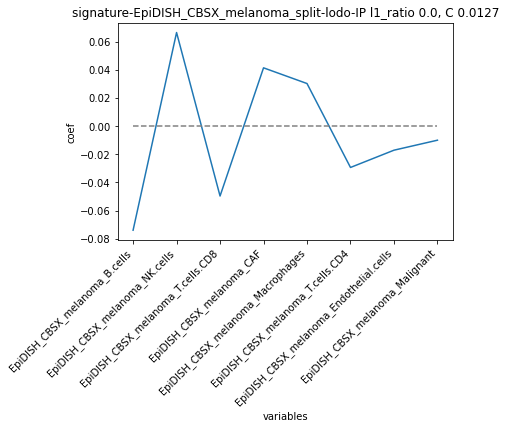 signature-EpiDISH_CBSX_melanoma_split-lodo-IP l1_ratio 0.0, C 0.0127
0.06
0.04
0.02
0.00
−0.02
−0.04
−0.06
−0.08
coef
EpiDISH_CBSX_melanoma_B.cells
EpiDISH_CBSX_melanoma_NK.cells
EpiDISH_CBSX_melanoma_T.cells.CD8
EpiDISH_CBSX_melanoma_CAF
EpiDISH_CBSX_melanoma_Macrophages
EpiDISH_CBSX_melanoma_T.cells.CD4
EpiDISH_CBSX_melanoma_Endothelial.cells
EpiDISH_CBSX_melanoma_Malignant
variables